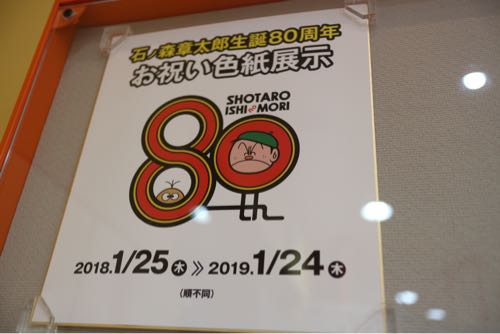 石ノ森章太郎生誕80周年
お祝い色紙展示
SHOTARO
ISHI MORI
80th
2018.1/25木》2019.1/24木
（順不同）